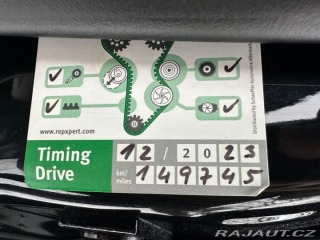 www.repxpert.com
Distributed by Schaeffler Automotive Aftermarket
Timing
Drive
12 / 2023
km/
miles
149745
RAJAUT.CZ